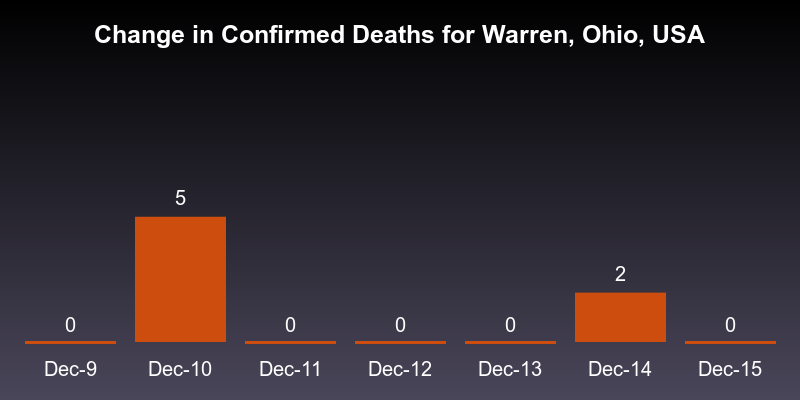 Change in Confirmed Deaths for Warren, Ohio, USA
5
2
0 0 0 0 0
Dec-9 Dec-10 Dec-11 Dec-12 Dec-13 Dec-14 Dec-15